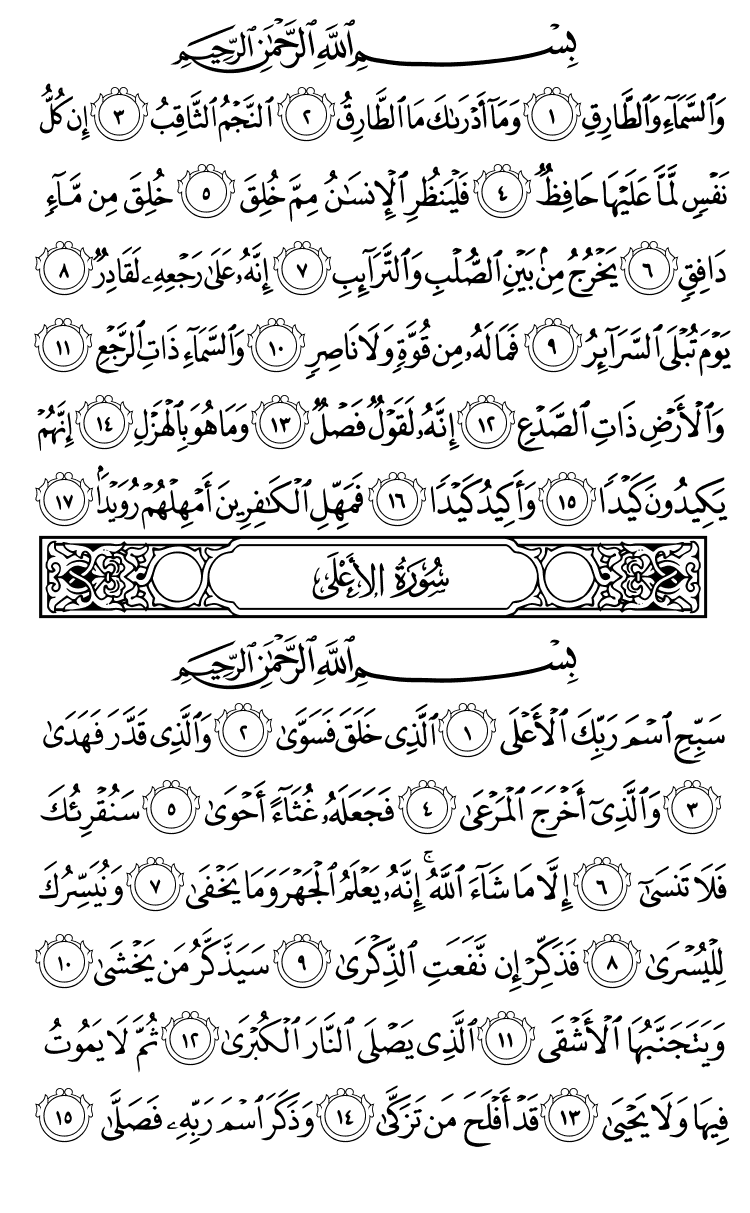 بِسْمِ ٱللَّهِ ٱلرَّحْمَٰنِ ٱلرَّحِيمِ
وَٱلسَّمَآءِ وَٱلطَّارِقِ ١ وَمَآ أَدْرَىٰكَ مَا ٱلطَّارِقُ ٢ ٱلنَّجْمُ ٱلثَّاقِبُ ٣ إِن كُلُّ
نَفْسٍ لَّمَّا عَلَيْهَا حَافِظٌ ٤ فَلْيَنظُرِ ٱلْإِنسَٰنُ مِمَّ خُلِقَ ٥ خُلِقَ مِن مَّآءٍ
دَافِقٍ ٦ يَخْرُجُ مِنۢ بَيْنِ ٱلصُّلْبِ وَٱلتَّرَآئِبِ ٧ إِنَّهُۥ عَلَىٰ رَجْعِهِۦ لَقَادِرٌ ٨
يَوْمَ تُبْلَى ٱلسَّرَآئِرُ ٩ فَمَا لَهُۥ مِن قُوَّةٍ وَلَا نَاصِرٍ ١٠ وَٱلسَّمَآءِ ذَاتِ ٱلرَّجْعِ ١١
وَٱلْأَرْضِ ذَاتِ ٱلصَّدْعِ ١٢ إِنَّهُۥ لَقَوْلٌ فَصْلٌ ١٣ وَمَا هُوَ بِٱلْهَزْلِ ١٤ إِنَّهُمْ
يَكِيدُونَ كَيْدًا ١٥ وَأَكِيدُ كَيْدًا ١٦ فَمَهِّلِ ٱلْكَٰفِرِينَ أَمْهِلْهُمْ رُوَيْدًۢا ١٧
سُورَةُ الأَعْلَى
بِسْمِ ٱللَّهِ ٱلرَّحْمَٰنِ ٱلرَّحِيمِ
سَبِّحِ ٱسْمَ رَبِّكَ ٱلْأَعْلَى ١ ٱلَّذِى خَلَقَ فَسَوَّىٰ ٢ وَٱلَّذِى قَدَّرَ فَهَدَىٰ
٣ وَٱلَّذِىٓ أَخْرَجَ ٱلْمَرْعَىٰ ٤ فَجَعَلَهُۥ غُثَآءً أَحْوَىٰ ٥ سَنُقْرِئُكَ
فَلَا تَنسَىٰٓ ٦ إِلَّا مَا شَآءَ ٱللَّهُ ۚ إِنَّهُۥ يَعْلَمُ ٱلْجَهْرَ وَمَا يَخْفَىٰ ٧ وَنُيَسِّرُكَ
لِلْيُسْرَىٰ ٨ فَذَكِّرْ إِن نَّفَعَتِ ٱلذِّكْرَىٰ ٩ سَيَذَّكَّرُ مَن يَخْشَىٰ ١٠
وَيَتَجَنَّبُهَا ٱلْأَشْقَى ١١ ٱلَّذِى يَصْلَى ٱلنَّارَ ٱلْكُبْرَىٰ ١٢ ثُمَّ لَا يَمُوتُ
فِيهَا وَلَا يَحْيَىٰ ١٣ قَدْ أَفْلَحَ مَن تَزَكَّىٰ ١٤ وَذَكَرَ ٱسْمَ رَبِّهِۦ فَصَلَّىٰ ١٥